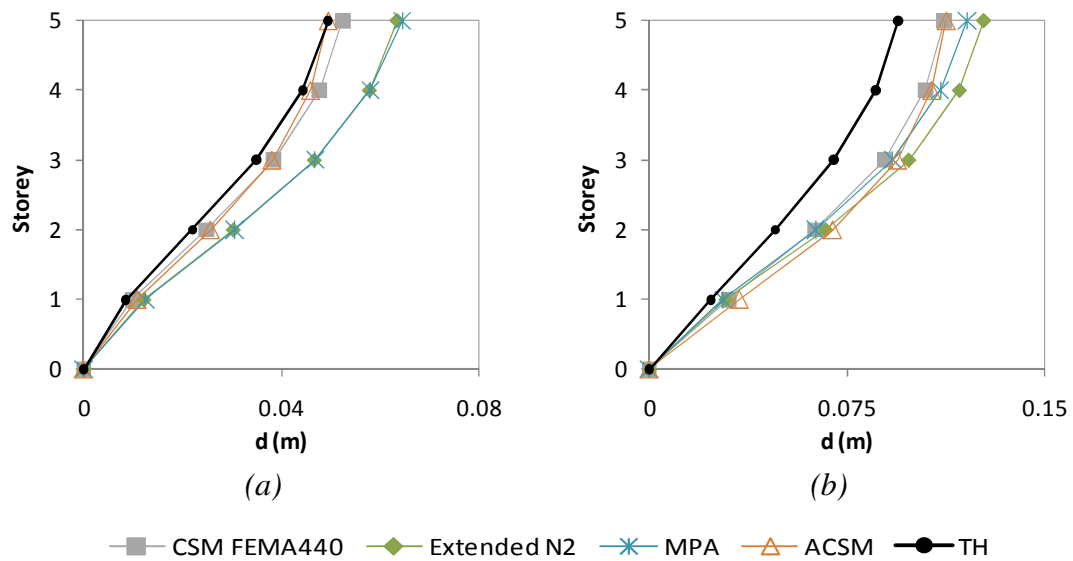 5
4
3
2
1
0
Storey
0
0.04
0.08
d (m)
(a)
5
4
3
2
1
0
Storey
0
0.075
0.15
d (m)
(b)
CSM FEMA440
Extended N2
MPA
ACSM
TH